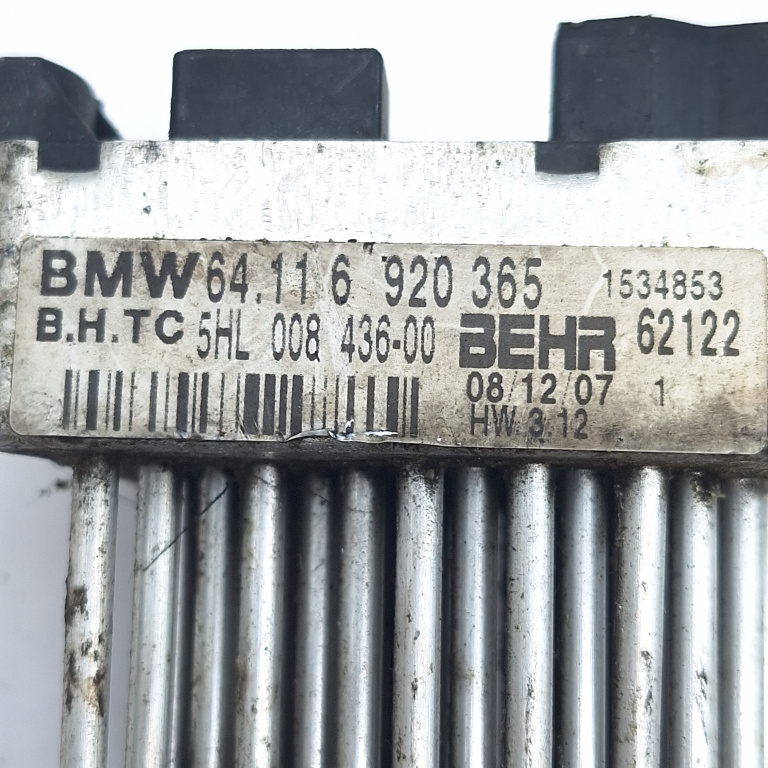 BMW 64.11 6 920 365 1534853
B.H.TC 5HL 008 436-00 BEHR 62122
08/12/07 1
HW 3.12